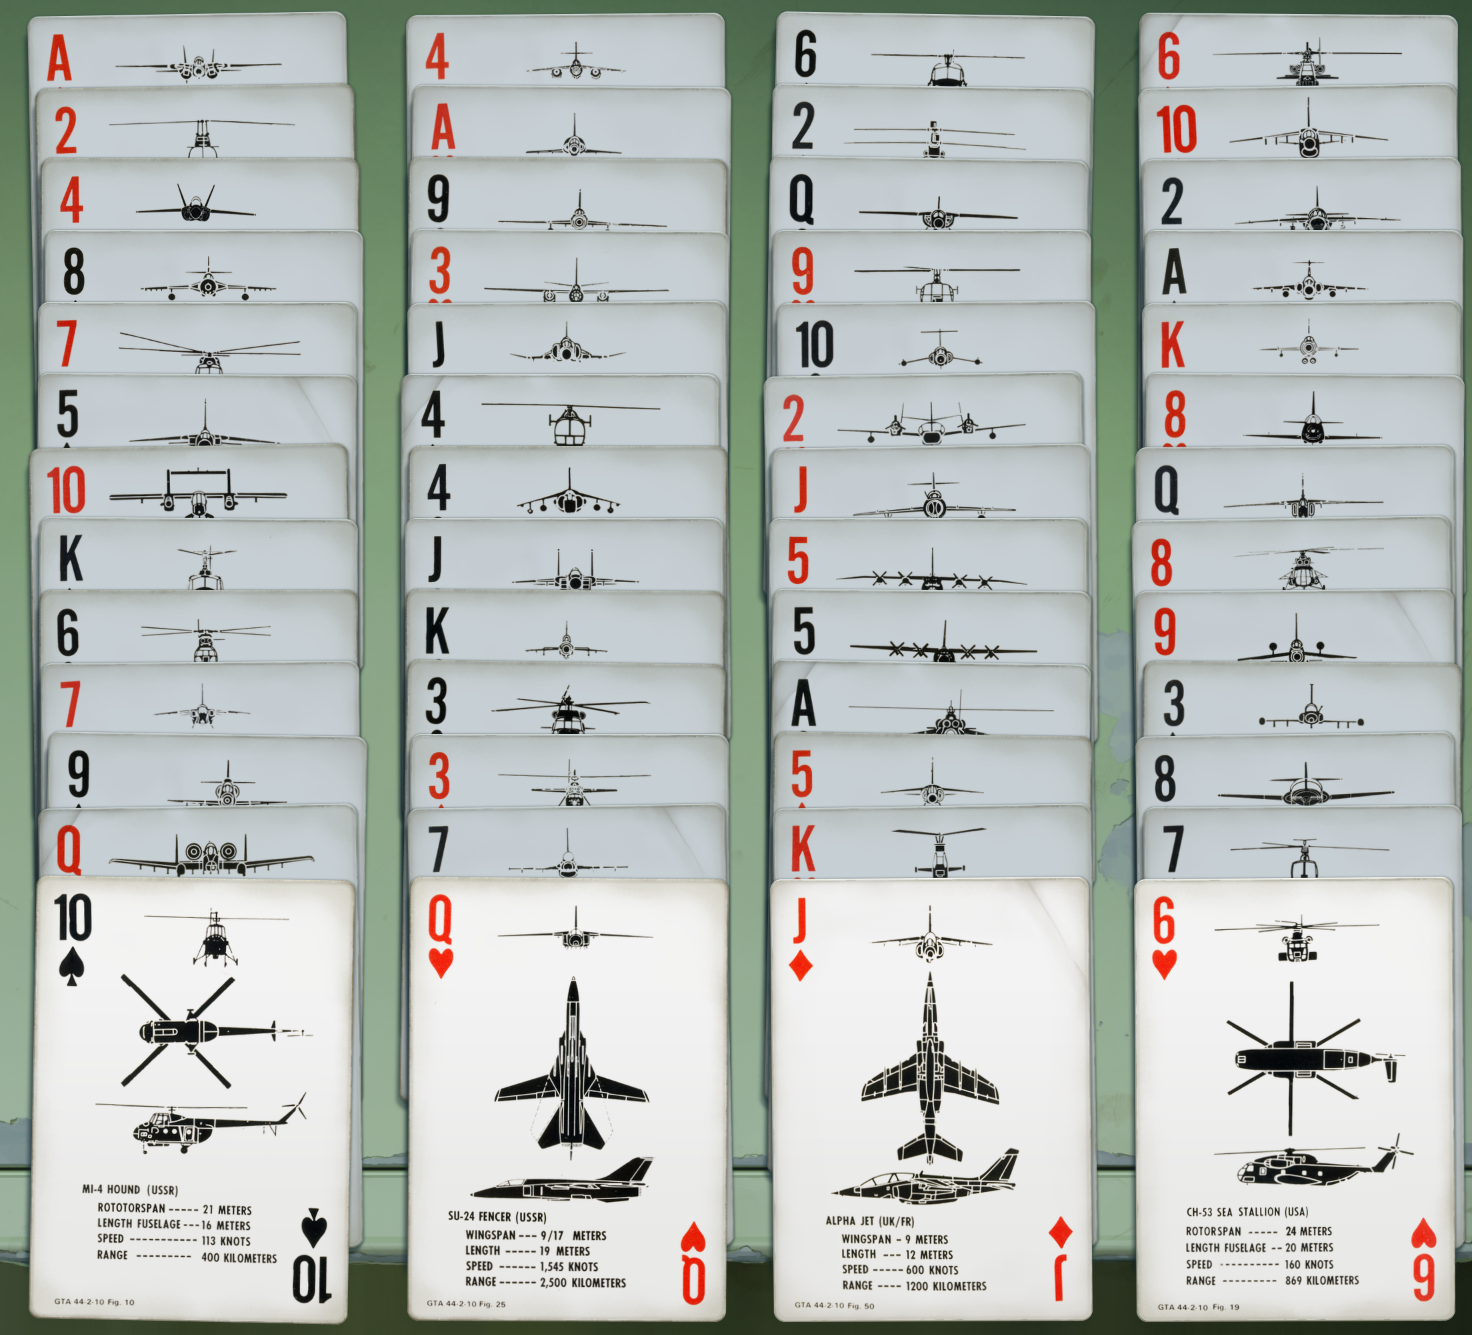 A
2
4
8
7
5
10
K
6
7
9
Q
10
MI-4 HOUND (USSR)
ROTOTORSPAN ------ 21 METERS
LENGTH FUSELAGE --- 16 METERS
SPEED ---------- 113 KNOTS
RANGE --------- 400 KILOMETERS
10
GTA 44-2-10 Fig. 10
4
A
9
3
J
4
4
J
K
3
3
7
Q
SU-24 FENCER (USSR)
WINGSPAN --- 9/17 METERS
LENGTH ----- 19 METERS
SPEED ------ 1,545 KNOTS
RANGE ------ 2,500 KILOMETERS
Q
GTA 44-2-10 Fig. 25
6
2
Q
9
10
2
J
5
5
A
5
K
J
ALPHA JET (UK/FR)
WINGSPAN - 9 METERS
LENGTH ---- 12 METERS
SPEED ----- 600 KNOTS
RANGE ---- 1200 KILOMETERS
J
GTA 44-2-10 Fig. 50
6
10
2
A
K
8
Q
8
9
3
8
7
6
CH-53 SEA STALLION (USA)
ROTORSPAN ---- 24 METERS
LENGTH FUSELAGE -- 20 METERS
SPEED ----------- 160 KNOTS
RANGE ---------- 869 KILOMETERS
6
GTA 44-2-10 Fig. 19